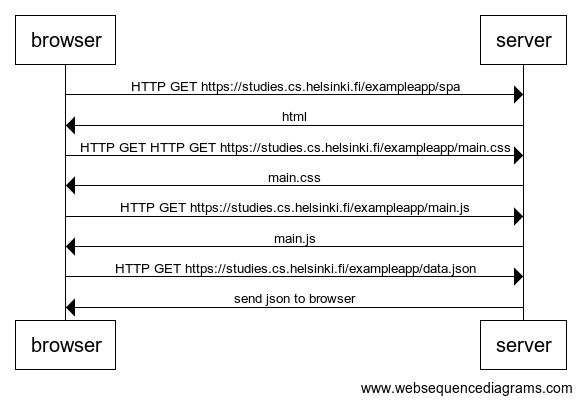 browser server
HTTP GET https://studies.cs.helsinki.fi/exampleapp/spa
html
HTTP GET HTTP GET https://studies.cs.helsinki.fi/exampleapp/main.css
main.css
HTTP GET https://studies.cs.helsinki.fi/exampleapp/main.js
main.js
HTTP GET https://studies.cs.helsinki.fi/exampleapp/data.json
send json to browser
browser server
www.websequencediagrams.com